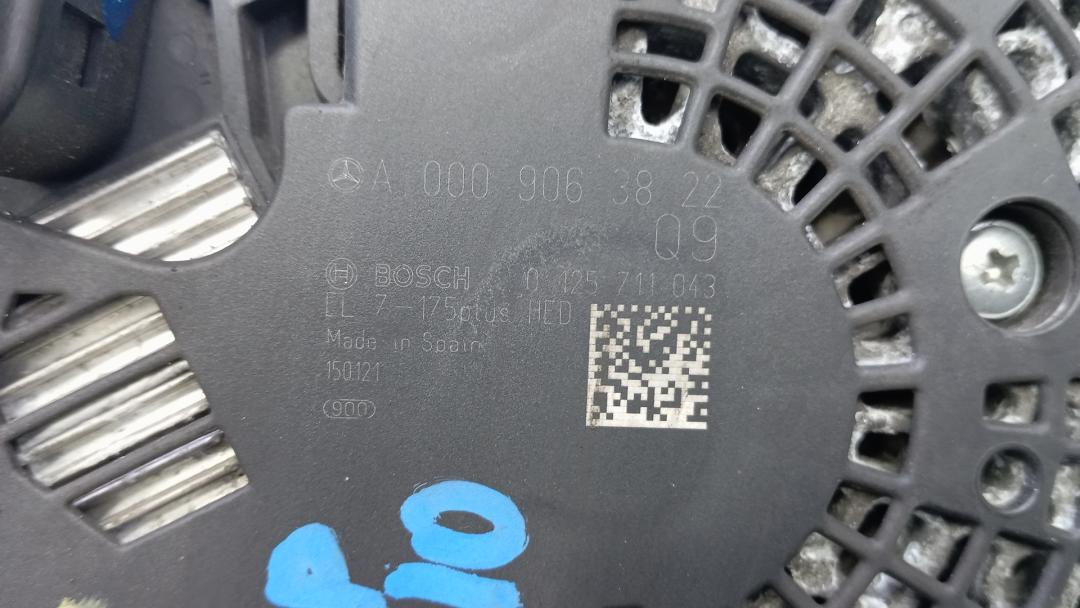 A 000 906 38 22
Q9
BOSCH 0 125 711 043
EL 7-175plus HED
Made in Spain
150121
900